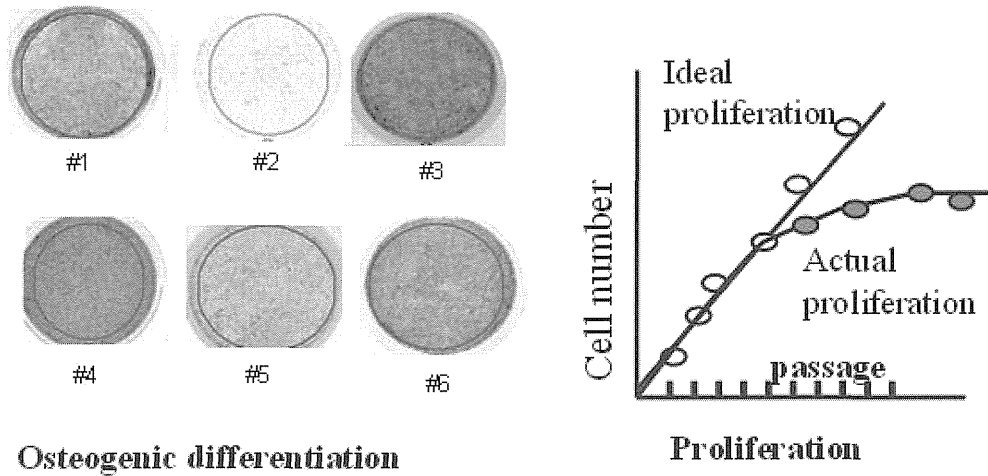 #1
#2
#3
#4
#5
#6
Osteogenic differentiation
Ideal
proliferation
Cell number
Actual
proliferation
passage
Proliferation